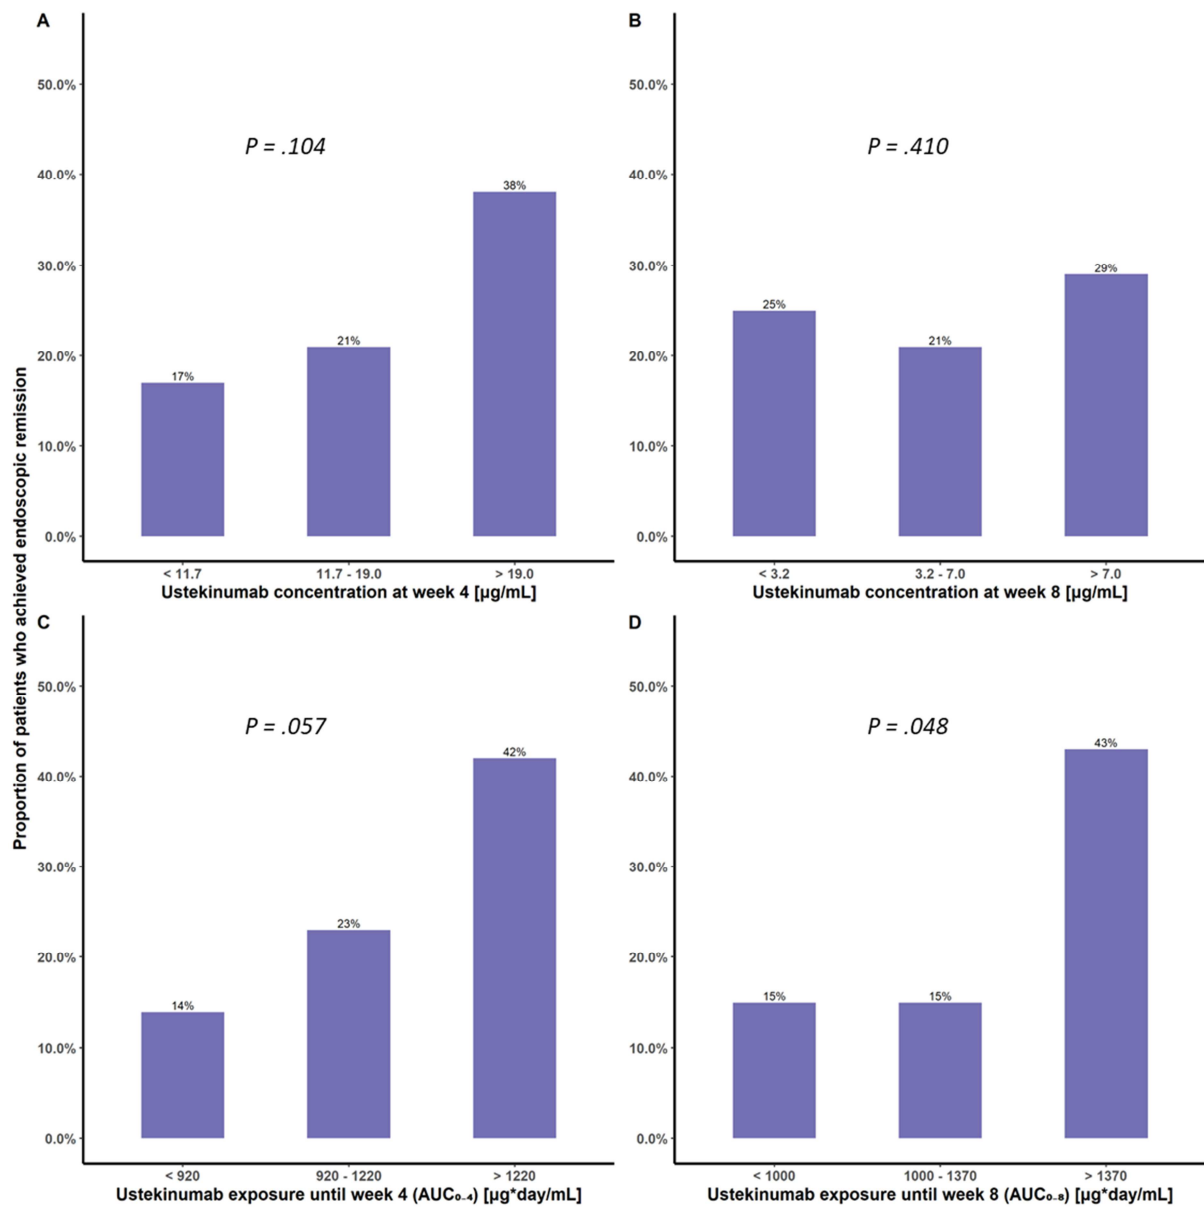 Proportion of patients who achieved endoscopic remission
A
50.0%
40.0%
30.0%
20.0%
10.0%
0.0%
P = .104
17%
21%
38%
< 11.7
11.7 - 19.0
> 19.0
Ustekinumab concentration at week 4 [µg/mL]
B
50.0%
40.0%
30.0%
20.0%
10.0%
0.0%
P = .410
25%
21%
29%
< 3.2
3.2 - 7.0
> 7.0
Ustekinumab concentration at week 8 [µg/mL]
C
50.0%
40.0%
30.0%
20.0%
10.0%
0.0%
P = .057
14%
23%
42%
< 920
920 - 1220
> 1220
Ustekinumab exposure until week 4 (AUC₀₋₄) [µg*day/mL]
D
50.0%
40.0%
30.0%
20.0%
10.0%
0.0%
P = .048
15%
15%
43%
< 1000
1000 - 1370
> 1370
Ustekinumab exposure until week 8 (AUC₀₋₈) [µg*day/mL]